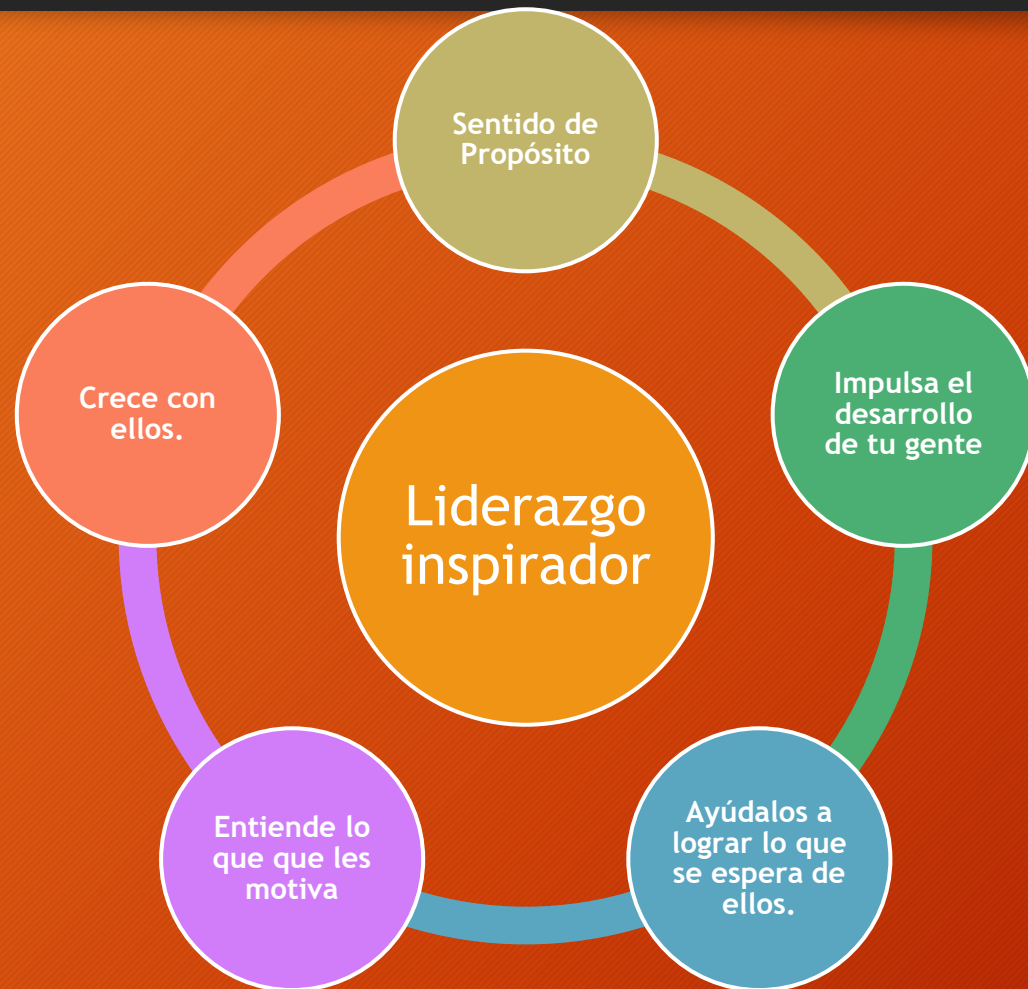 Sentido de
Propósito
Impulsa el
desarrollo
de tu gente
Ayúdalos a
lograr lo que
se espera de
ellos.
Entiende lo
que que les
motiva
Crece con
ellos.
Liderazgo
inspirador